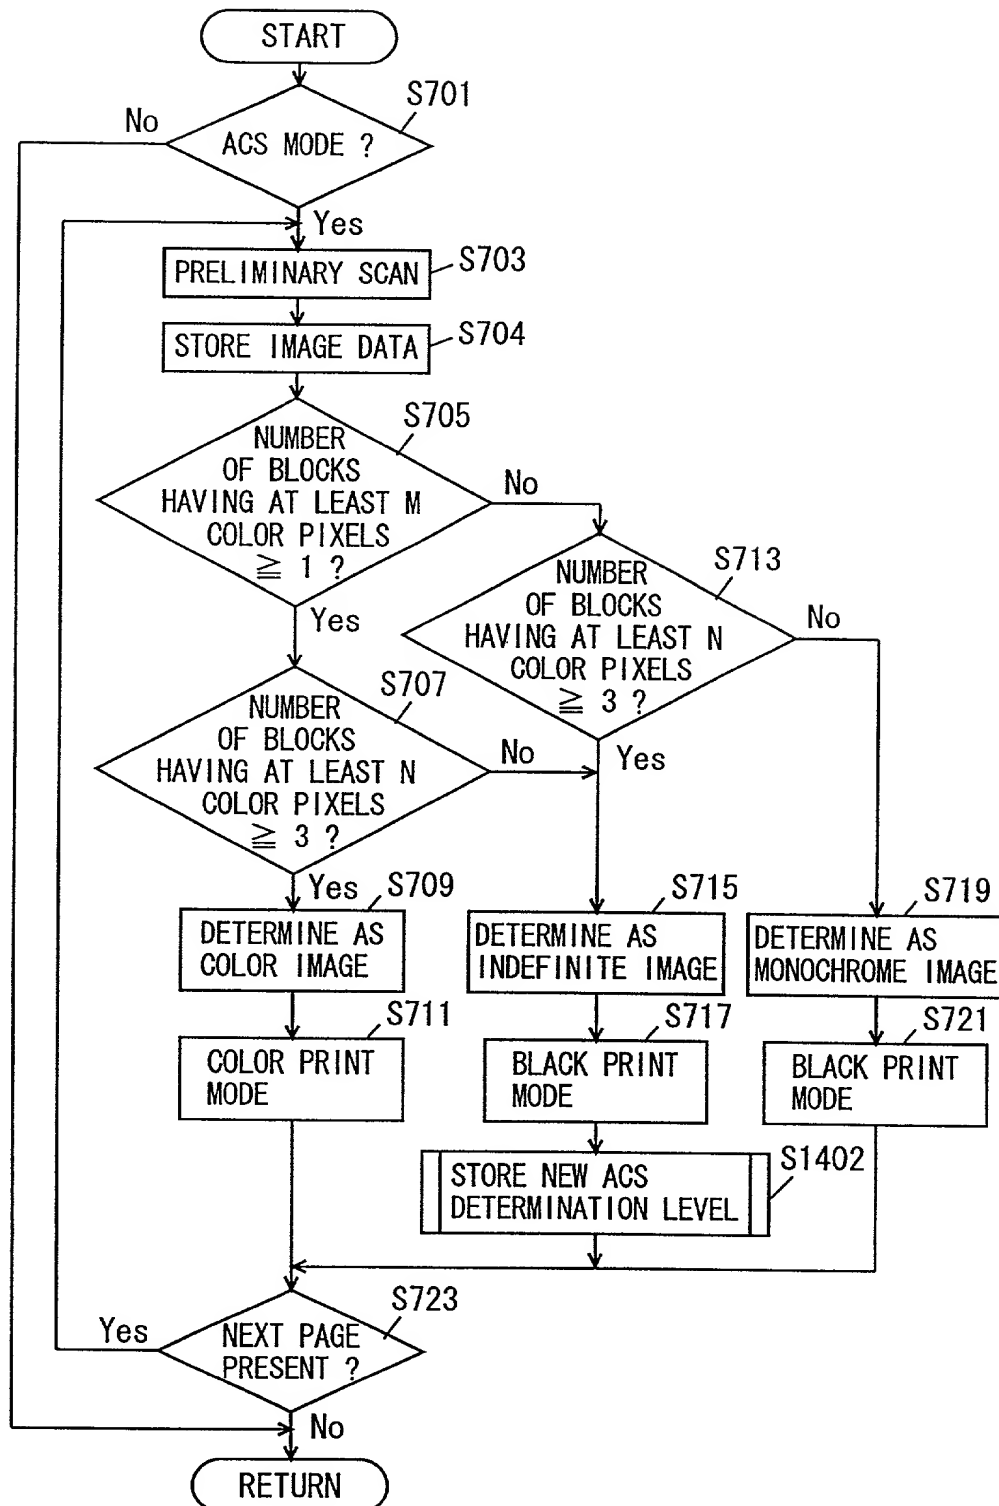 START
S701
No
ACS MODE ?
Yes
PRELIMINARY SCAN
S703
STORE IMAGE DATA
S704
S705
NUMBER
OF BLOCKS
HAVING AT LEAST M
COLOR PIXELS
≧ 1 ?
No
Yes
S713
NUMBER
OF BLOCKS
HAVING AT LEAST N
COLOR PIXELS
≧ 3 ?
No
Yes
S707
NUMBER
OF BLOCKS
HAVING AT LEAST N
COLOR PIXELS
≧ 3 ?
No
Yes
S709
DETERMINE AS
COLOR IMAGE
S715
DETERMINE AS
INDEFINITE IMAGE
S719
DETERMINE AS
MONOCHROME IMAGE
S711
COLOR PRINT
MODE
S717
BLACK PRINT
MODE
S721
BLACK PRINT
MODE
S1402
STORE NEW ACS
DETERMINATION LEVEL
S723
Yes
NEXT PAGE
PRESENT ?
No
RETURN